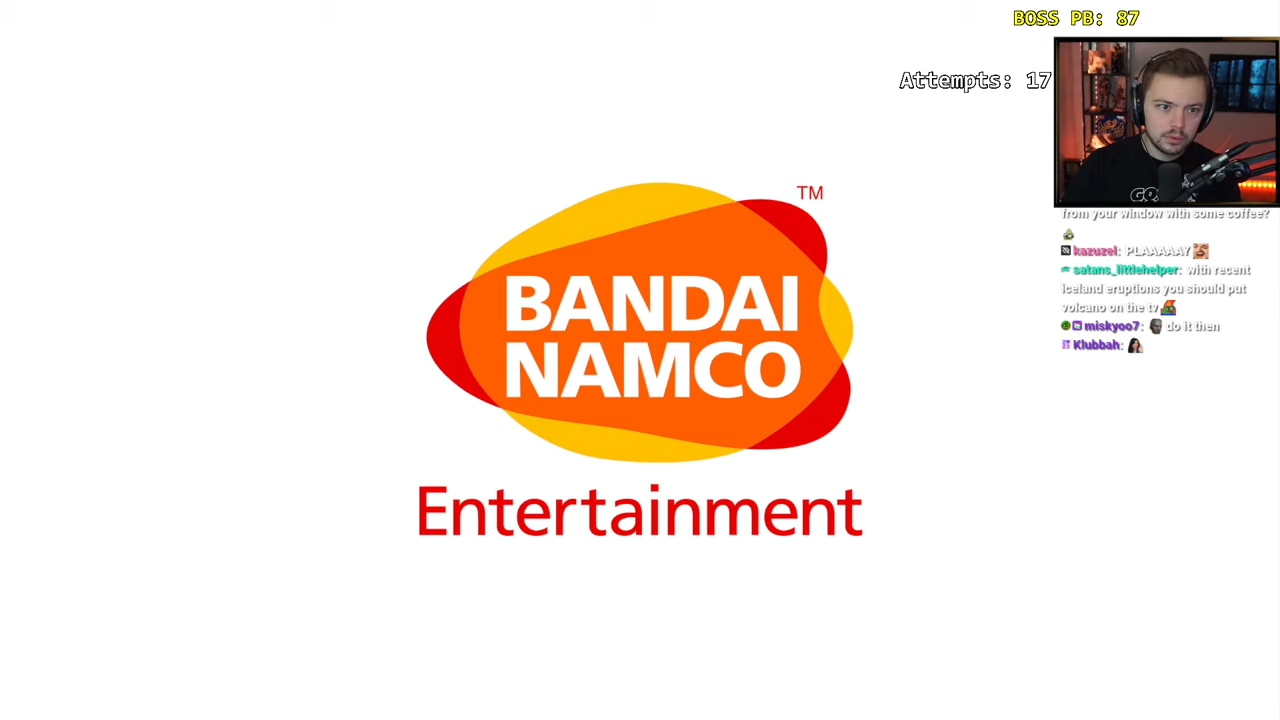 BOSS PB: 87
Attempts: 17
TM
BANDAI
NAMCO
Entertainment
from your window with some coffee?
kazuzel: PLAAAAAY
satans_littlehelper: with recent
iceland eruptions you should put
volcano on the tv
miskyoo7: do it then
Klubbah: